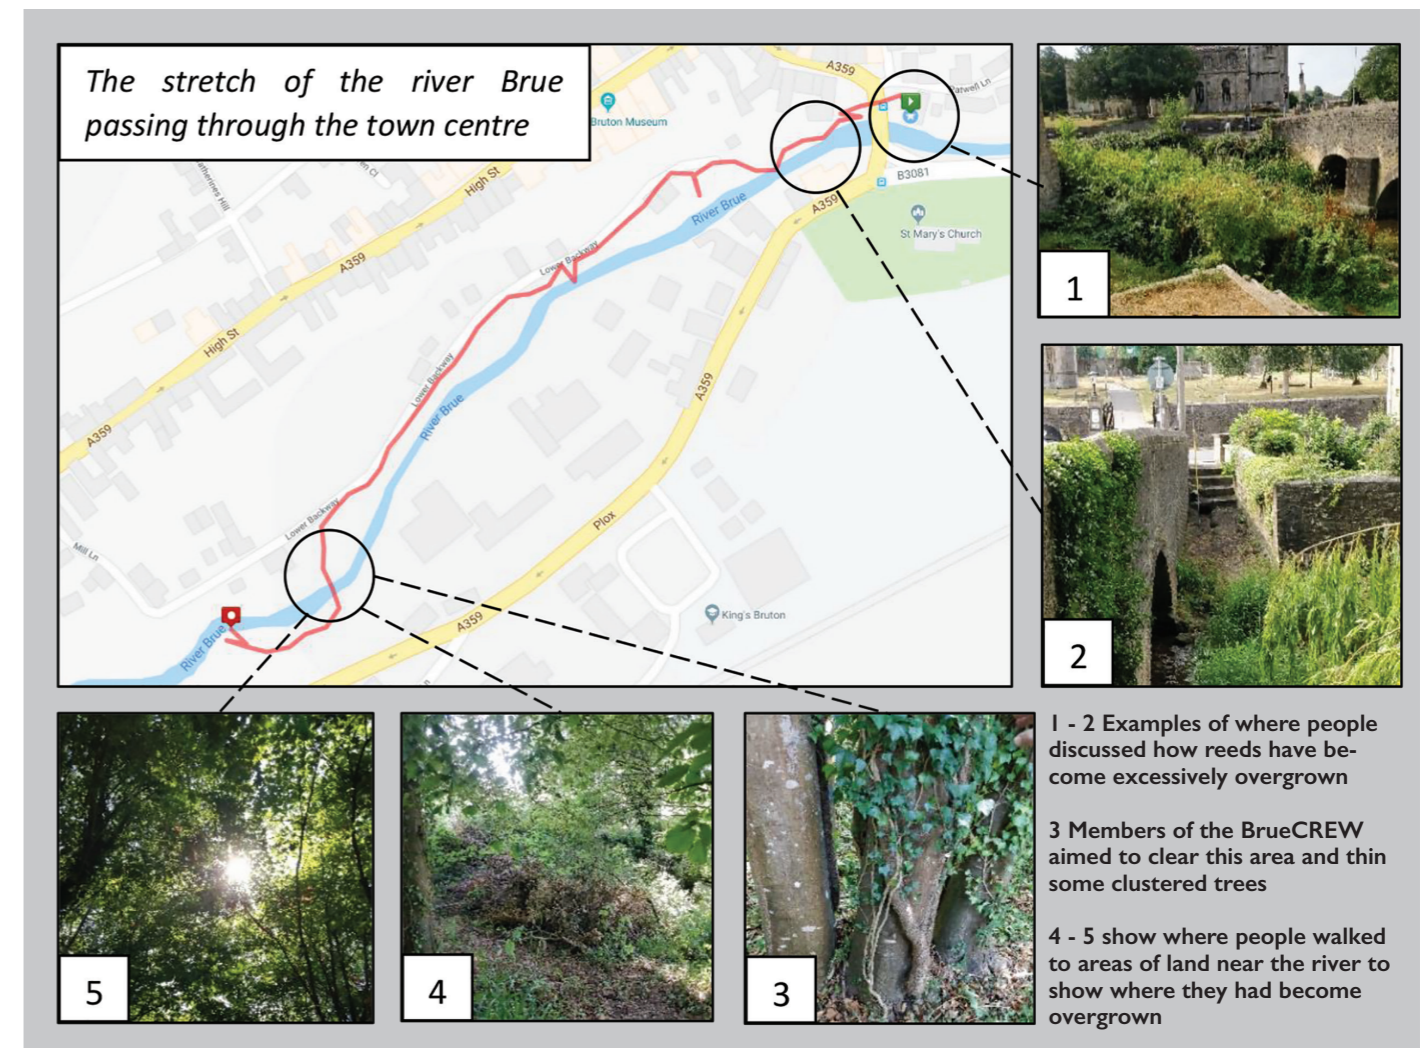 The stretch of the river Brue
passing through the town centre
Bruton Museum
A359
Patwell Ln
B3081
A359
St Mary's Church
High St
River Brue
A359
Lower Backway
High St
Lower Backway
River Brue
A359
A359
Lower Backway
Plox
Mill Ln
King's Bruton
A359
River Brue
1
2
5
4
3
1 - 2 Examples of where people
discussed how reeds have be-
come excessively overgrown
3 Members of the BrueCREW
aimed to clear this area and thin
some clustered trees
4 - 5 show where people walked
to areas of land near the river to
show where they had become
overgrown